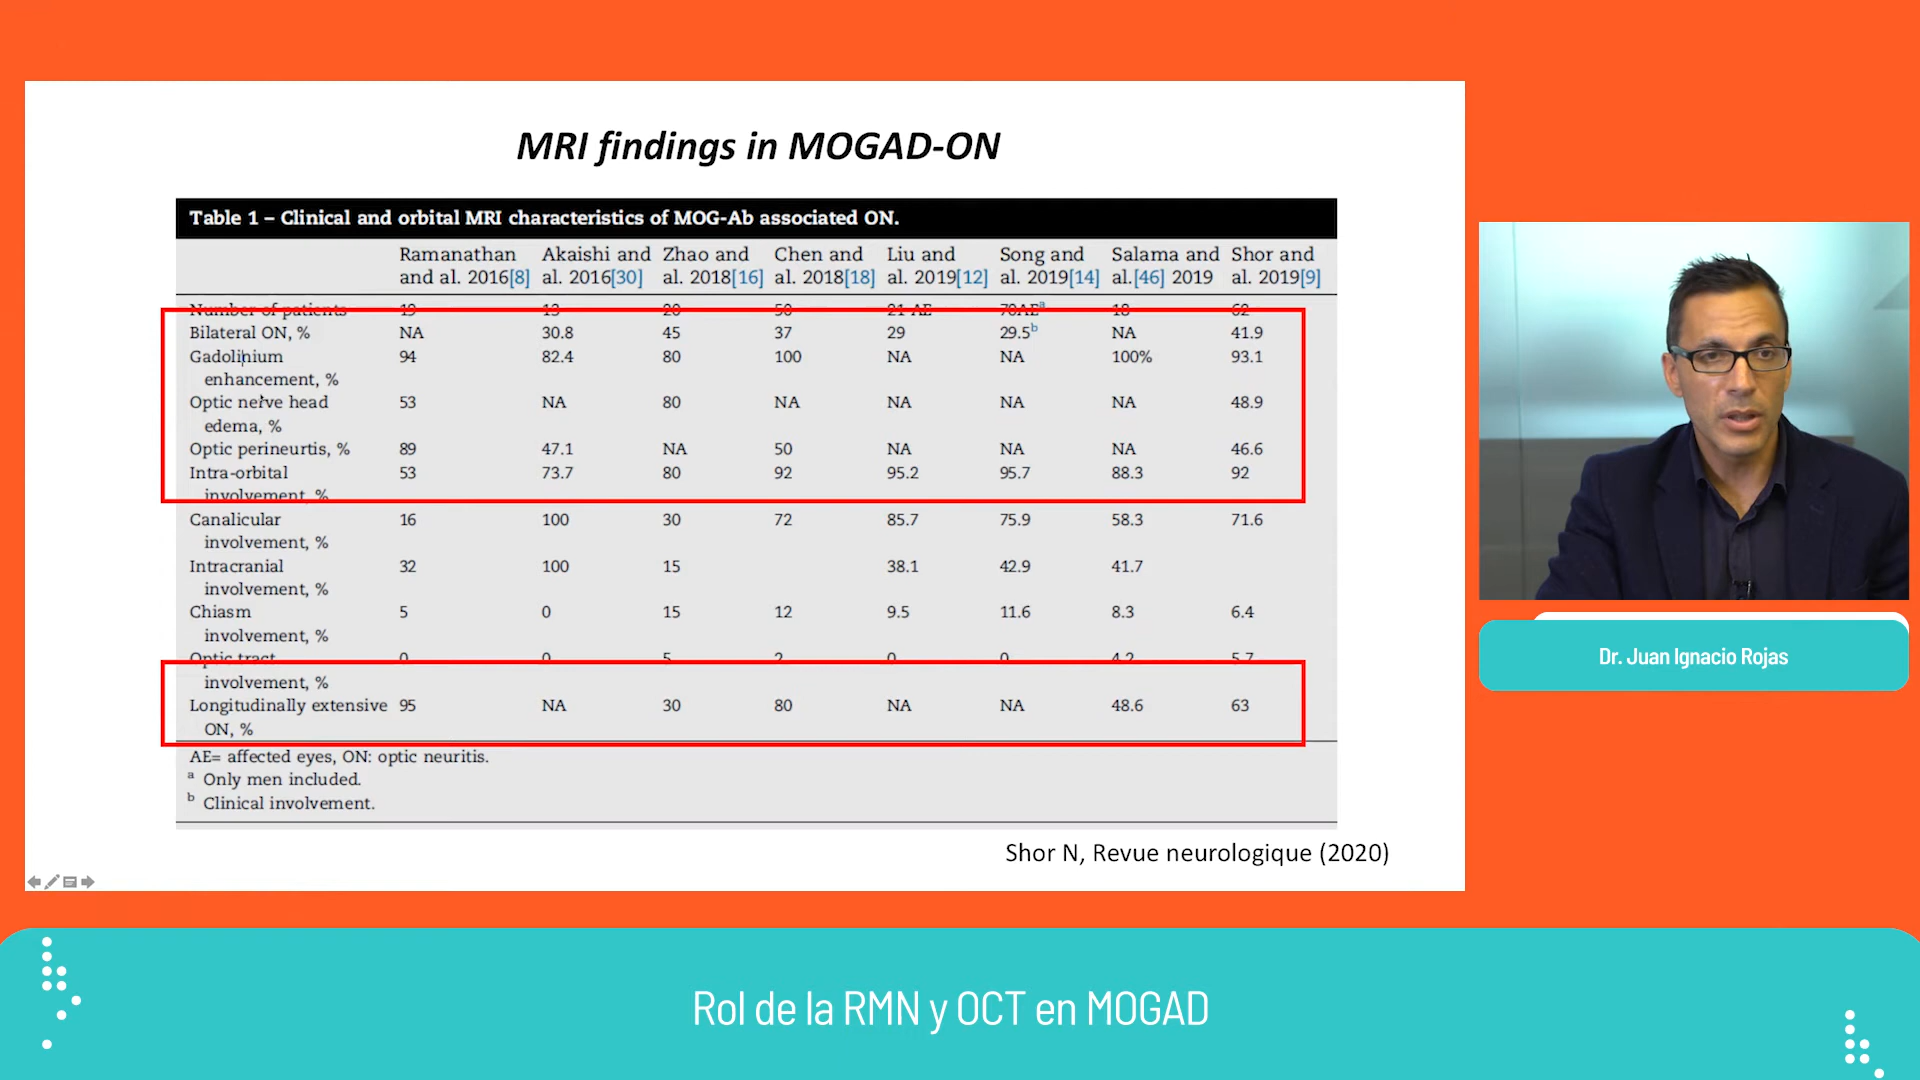 MRI findings in MOGAD-ON
Table 1 – Clinical and orbital MRI characteristics of MOG-Ab associated ON.
Ramanathan Akaishi and Zhao and Chen and Liu and Song and Salama and Shor and
and al. 2016[8] al. 2016[30] al. 2018[16] al. 2018[18] al. 2019[12] al. 2019[14] al.[46] 2019 al. 2019[9]
Number of patients 19 13 20 50 21 AE 70AEa 18 62
Bilateral ON, % NA 30.8 45 37 29 29.5b NA 41.9
Gadolinium 94 82.4 80 100 NA NA 100% 93.1
enhancement, %
Optic nerve head 53 NA 80 NA NA NA NA 48.9
edema, %
Optic perineurtis, % 89 47.1 NA 50 NA NA NA 46.6
Intra-orbital 53 73.7 80 92 95.2 95.7 88.3 92
involvement, %
Canalicular 16 100 30 72 85.7 75.9 58.3 71.6
involvement, %
Intracranial 32 100 15 38.1 42.9 41.7
involvement, %
Chiasm 5 0 15 12 9.5 11.6 8.3 6.4
involvement, %
Optic tract 0 0 5 2 0 0 4.2 5.7
involvement, %
Longitudinally extensive 95 NA 30 80 NA NA 48.6 63
ON, %
AE= affected eyes, ON: optic neuritis.
a Only men included.
b Clinical involvement.
Shor N, Revue neurologique (2020)
Dr. Juan Ignacio Rojas
Rol de la RMN y OCT en MOGAD